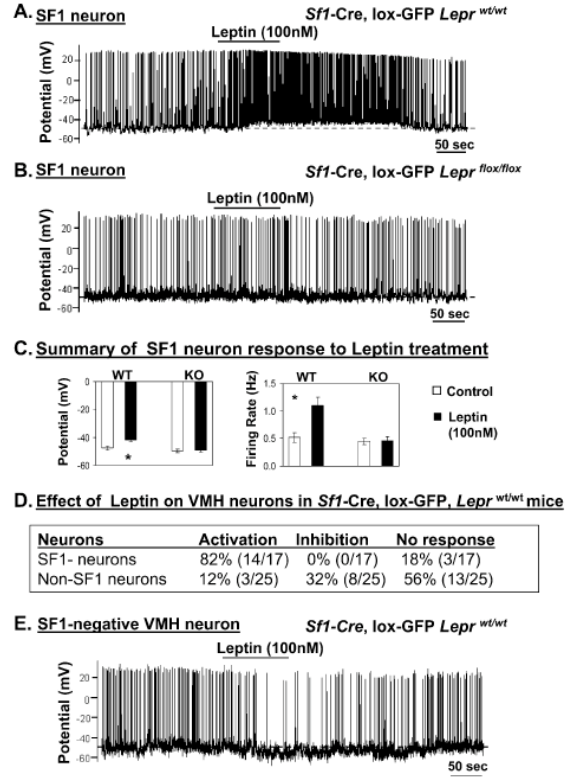 A. SF1 neuron Sf1-Cre, lox-GFP Lepr wt/wt
Leptin (100nM)
Potential (mV)
20
0
-20
-40
-60
50 sec
B. SF1 neuron Sf1-Cre, lox-GFP Lepr flox/flox
Leptin (100nM)
Potential (mV)
20
0
-20
-40
-60
50 sec
C. Summary of SF1 neuron response to Leptin treatment
WT KO
Potential (mV)
0
-20
-40
-60
*
WT KO
Firing Rate (Hz)
1.5
1.0
0.5
0.0
*
Control
Leptin
(100nM)
D. Effect of Leptin on VMH neurons in Sf1-Cre, lox-GFP, Lepr wt/wt mice
Neurons Activation Inhibition No response
SF1- neurons 82% (14/17) 0% (0/17) 18% (3/17)
Non-SF1 neurons 12% (3/25) 32% (8/25) 56% (13/25)
E. SF1-negative VMH neuron Sf1-Cre, lox-GFP Lepr wt/wt
Leptin (100nM)
Potential (mV)
20
0
-20
-40
-60
50 sec